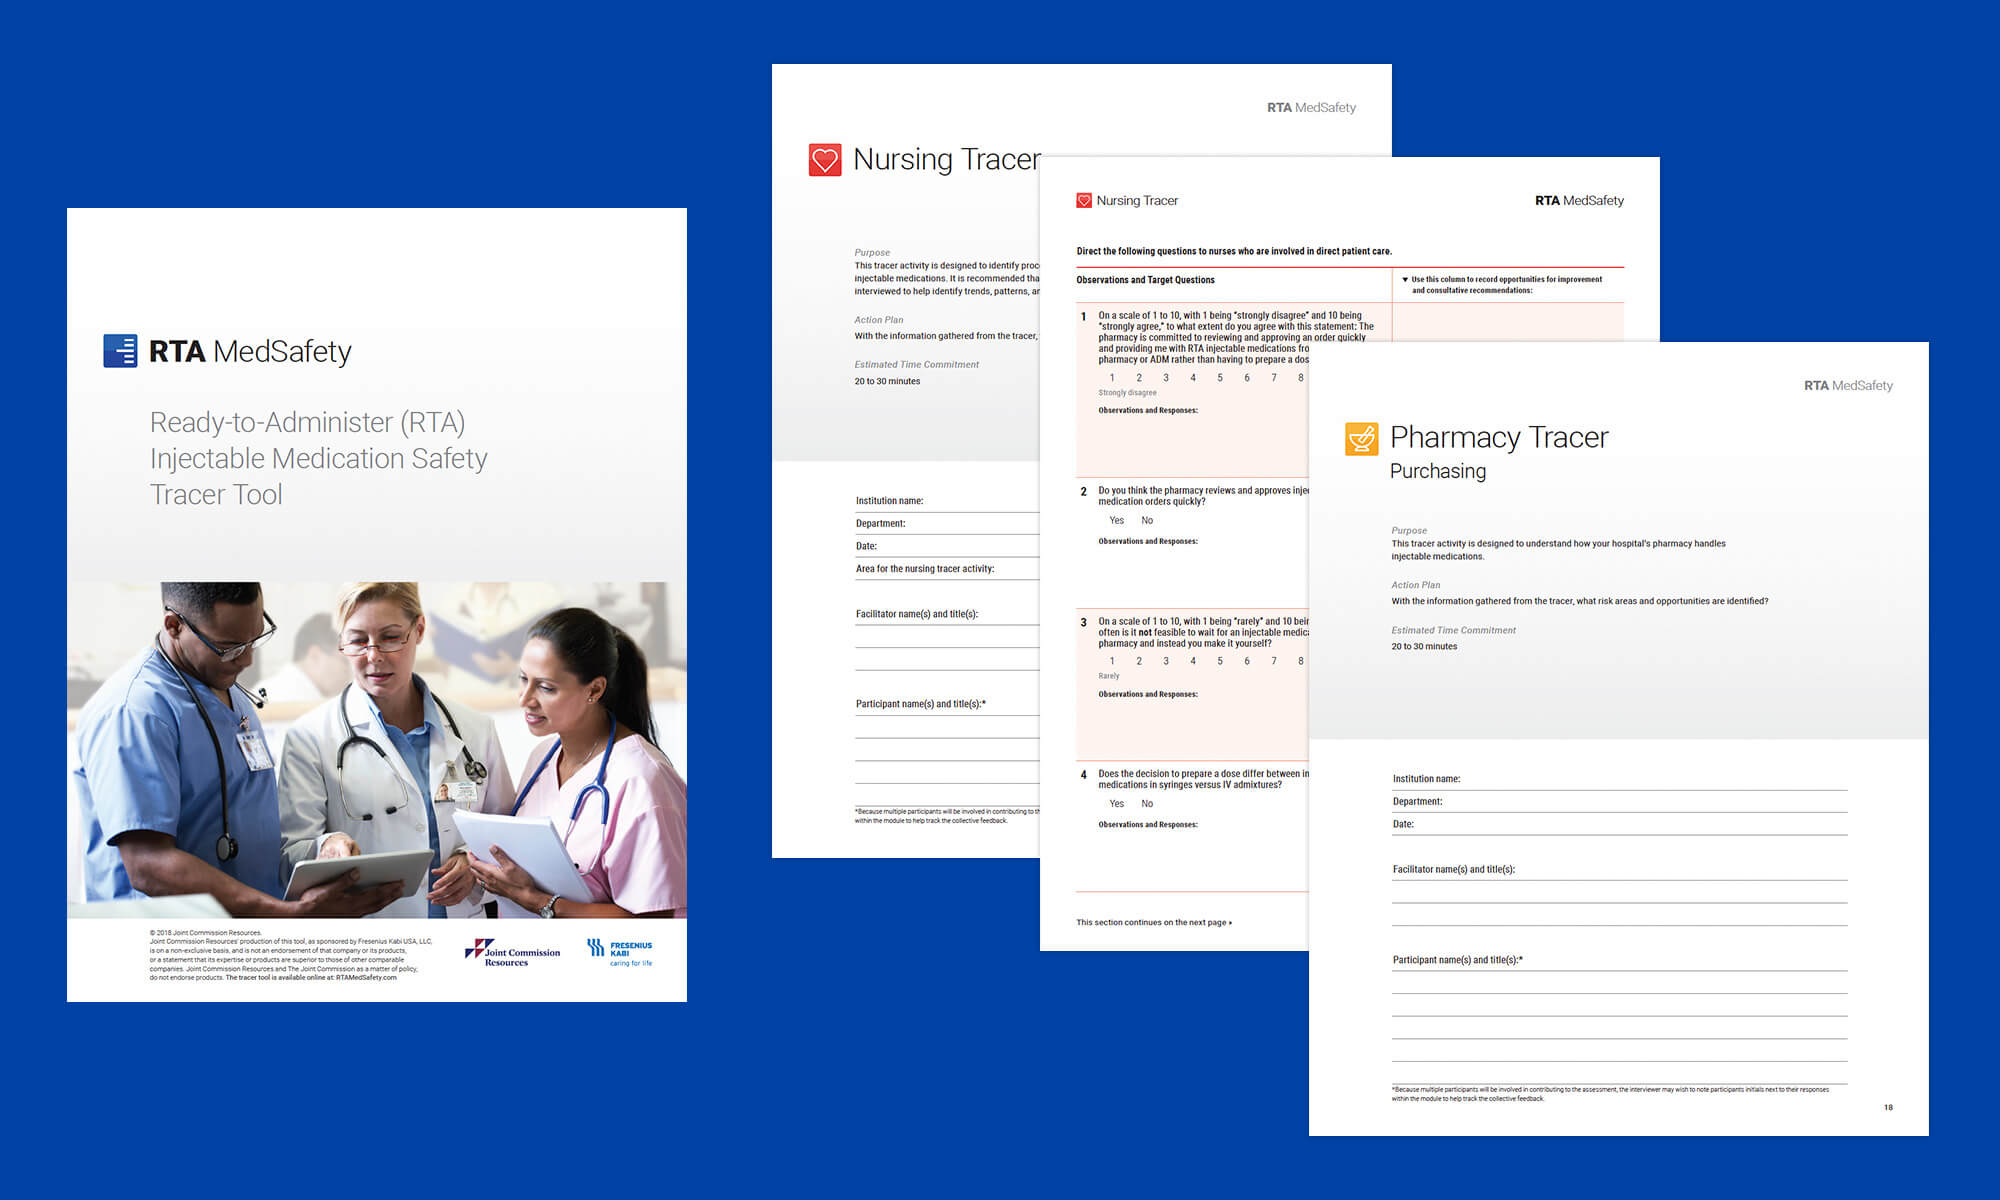 RTA MedSafety
Ready-to-Administer (RTA)
Injectable Medication Safety
Tracer Tool
© 2018 Joint Commission Resources.
Joint Commission Resources' production of this tool, as sponsored by Fresenius Kabi USA, LLC,
is on a non-exclusive basis, and is not an endorsement of that company or its products,
or a statement that its expertise or products are superior to those of other comparable
companies. Joint Commission Resources and The Joint Commission as a matter of policy,
do not endorse products. The tracer tool is available online at: RTAMedSafety.com
Joint Commission
Resources
FRESENIUS
KABI
caring for life
RTA MedSafety
Nursing Tracer
Purpose
This tracer activity is designed to identify
injectable medications. It is recommended
interviewed to help identify trends, patterns,
Action Plan
With the information gathered from the tracer,
Estimated Time Commitment
20 to 30 minutes
Institution name:
Department:
Date:
Area for the nursing tracer activity:
Facilitator name(s) and title(s):
Participant name(s) and title(s):*
*Because multiple participants will be involved in contributing to
within the module to help track the collective feedback.
Nursing Tracer
RTA MedSafety
Direct the following questions to nurses who are involved in direct patient care.
Observations and Target Questions
▼ Use this column to record opportunities for improvement
and consultative recommendations:
1 On a scale of 1 to 10, with 1 being "strongly disagree" and 10 being
"strongly agree," to what extent do you agree with this statement: The
pharmacy is committed to reviewing and approving an order quickly
and providing me with RTA injectable medications
pharmacy or ADM rather than having to prepare a
1 2 3 4 5 6 7 8
Strongly disagree
Observations and Responses:
2 Do you think the pharmacy reviews and approves
medication orders quickly?
Yes No
Observations and Responses:
3 On a scale of 1 to 10, with 1 being "rarely" and 10
often is it not feasible to wait for an injectable
pharmacy and instead you make it yourself?
1 2 3 4 5 6 7 8
Rarely
Observations and Responses:
4 Does the decision to prepare a dose differ between
medications in syringes versus IV admixtures?
Yes No
Observations and Responses:
This section continues on the next page »
RTA MedSafety
Pharmacy Tracer
Purchasing
Purpose
This tracer activity is designed to understand how your hospital's pharmacy handles
injectable medications.
Action Plan
With the information gathered from the tracer, what risk areas and opportunities are identified?
Estimated Time Commitment
20 to 30 minutes
Institution name:
Department:
Date:
Facilitator name(s) and title(s):
Participant name(s) and title(s):*
*Because multiple participants will be involved in contributing to the assessment, the interviewer may wish to note participants initials next to their responses
within the module to help track the collective feedback.
18